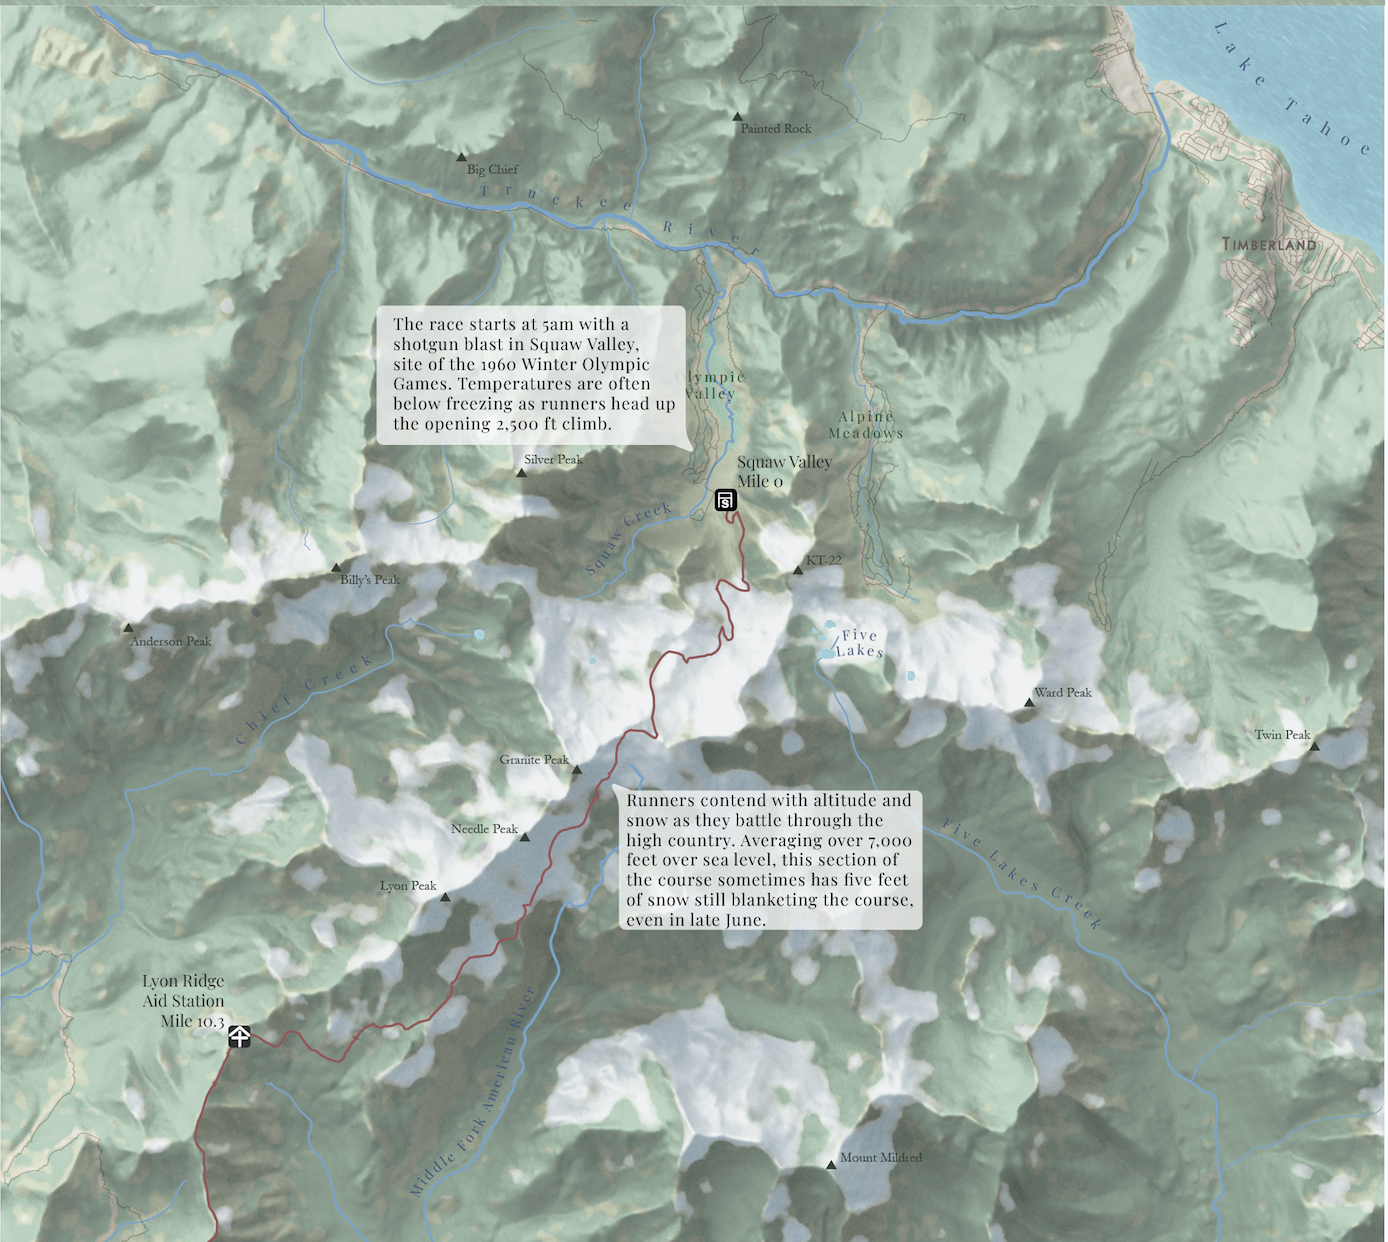 Lake Tahoe
Painted Rock
Big Chief
Truckee River
TIMBERLAND
The race starts at 5am with a
shotgun blast in Squaw Valley,
site of the 1960 Winter Olympic
Games. Temperatures are often
below freezing as runners head up
the opening 2,500 ft climb.
Olympic
Valley
Alpine
Meadows
Silver Peak
Squaw Valley
Mile 0
S
Squaw Creek
KT-22
Billy's Peak
Anderson Peak
Five
Lakes
Chief Creek
Ward Peak
Twin Peak
Granite Peak
Runners contend with altitude and
snow as they battle through the
high country. Averaging over 7,000
feet over sea level, this section of
the course sometimes has five feet
of snow still blanketing the course,
even in late June.
Needle Peak
Five Lakes Creek
Lyon Peak
Lyon Ridge
Aid Station
Mile 10.3
Middle Fork American River
Mount Mildred